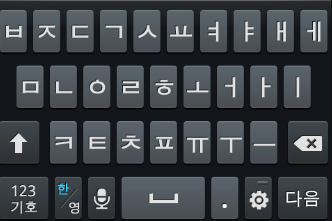 ㅂ ㅈ ㄷ ㄱ ㅅ ㅛ ㅕ ㅑ ㅐ ㅔ
ㅁ ㄴ ㅇ ㄹ ㅎ ㅗ ㅓ ㅏ ㅣ
ㅋ ㅌ ㅊ ㅍ ㅠ ㅜ ㅡ
123 기호 한/영 . 다음